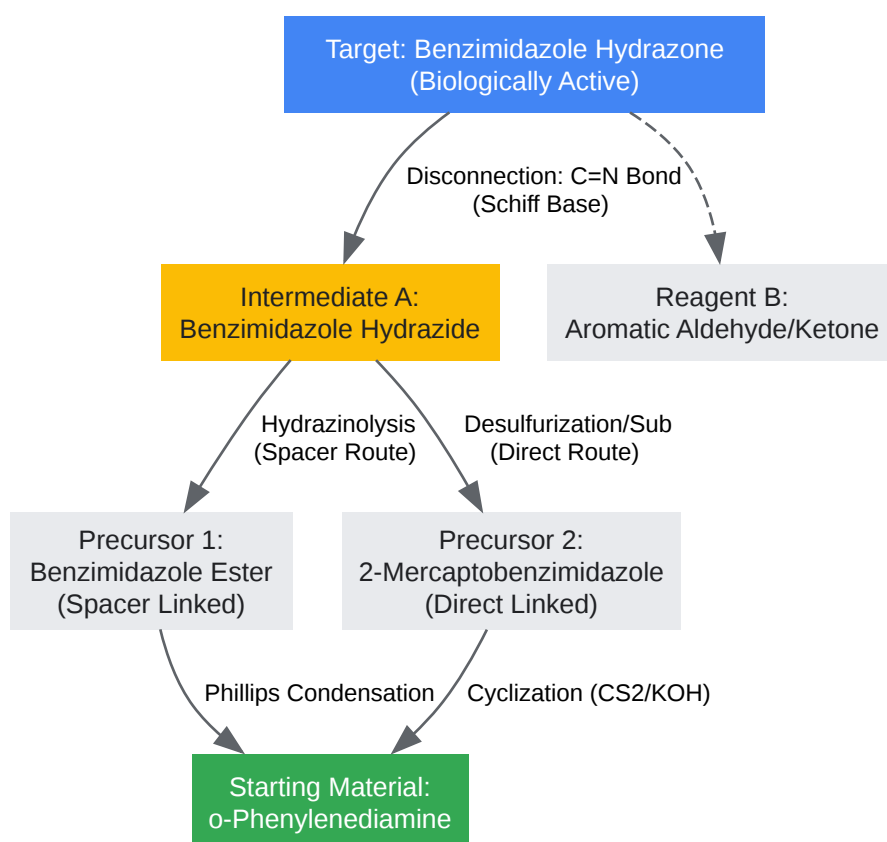 Target: Benzimidazole Hydrazone
(Biologically Active)
Disconnection: C=N Bond
(Schiff Base)
Intermediate A:
Benzimidazole Hydrazide
Reagent B:
Aromatic Aldehyde/Ketone
Hydrazinolysis
(Spacer Route)
Desulfurization/Sub
(Direct Route)
Precursor 1:
Benzimidazole Ester
(Spacer Linked)
Precursor 2:
2-Mercaptobenzimidazole
(Direct Linked)
Phillips Condensation
Cyclization (CS2/KOH)
Starting Material:
o-Phenylenediamine